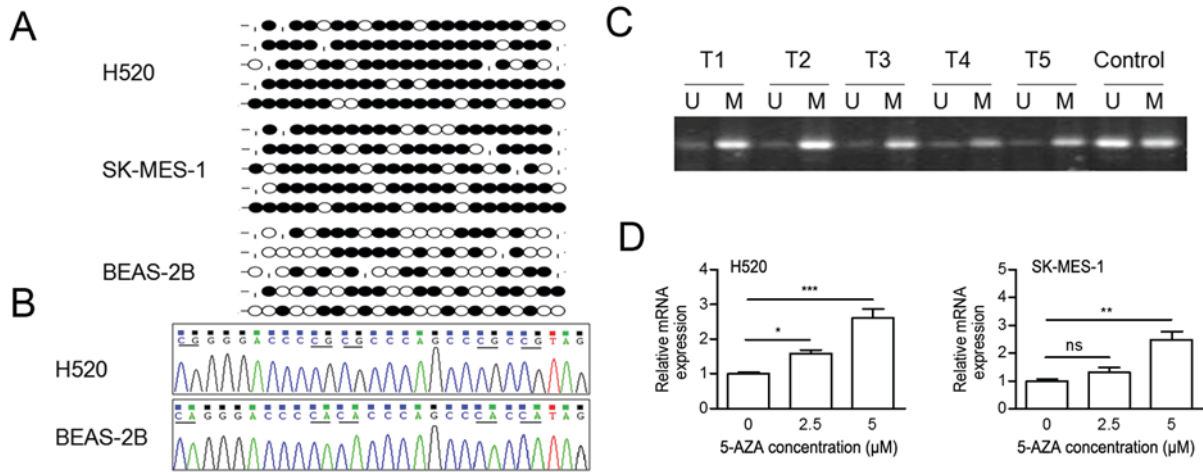 A
H520
SK-MES-1
BEAS-2B
B
H520
C G G G G A C C C C G C G C C C A G C C C G C C G T A G
BEAS-2B
C A G G G A C C C C A C A C C C A G C C C A C C A T A G
C
T1 T2 T3 T4 T5 Control
U M U M U M U M U M U M
D
H520
Relative mRNA
expression
4
3
2
1
0
***
*
0 2.5 5
5-AZA concentration (μM)
SK-MES-1
Relative mRNA
expression
5
4
3
2
1
0
**
ns
0 2.5 5
5-AZA concentration (μM)